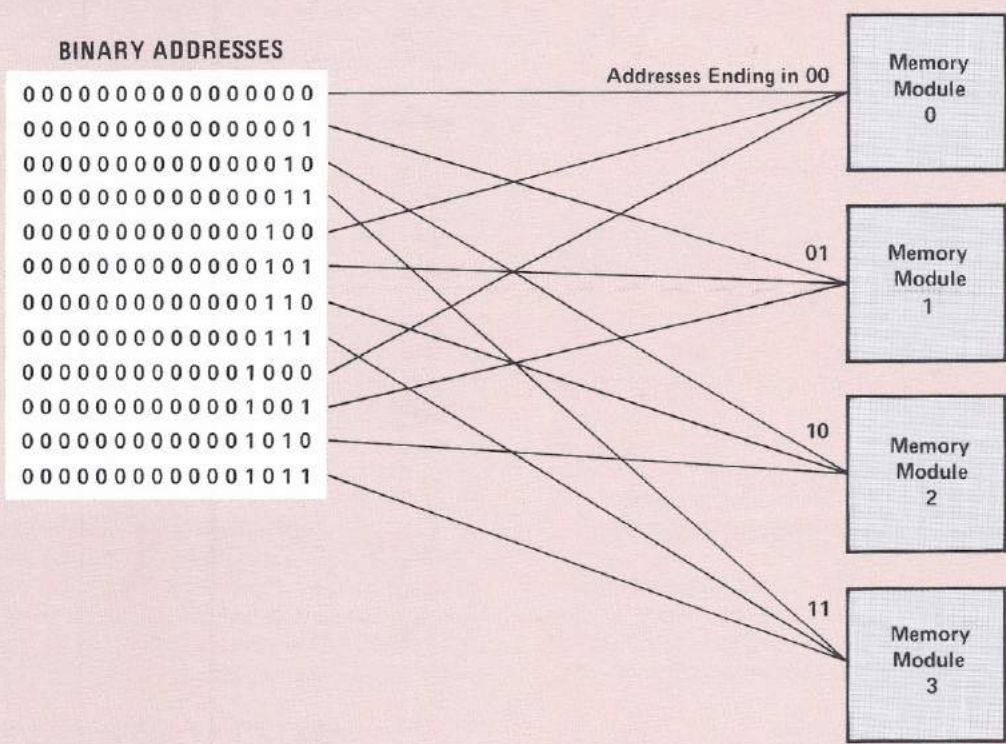 BINARY ADDRESSES
0000000000000000
0000000000000001
0000000000000010
0000000000000011
0000000000000100
0000000000000101
0000000000000110
0000000000000111
0000000000001000
0000000000001001
0000000000001010
0000000000001011
Addresses Ending in 00
01
10
11
Memory
Module
0
Memory
Module
1
Memory
Module
2
Memory
Module
3